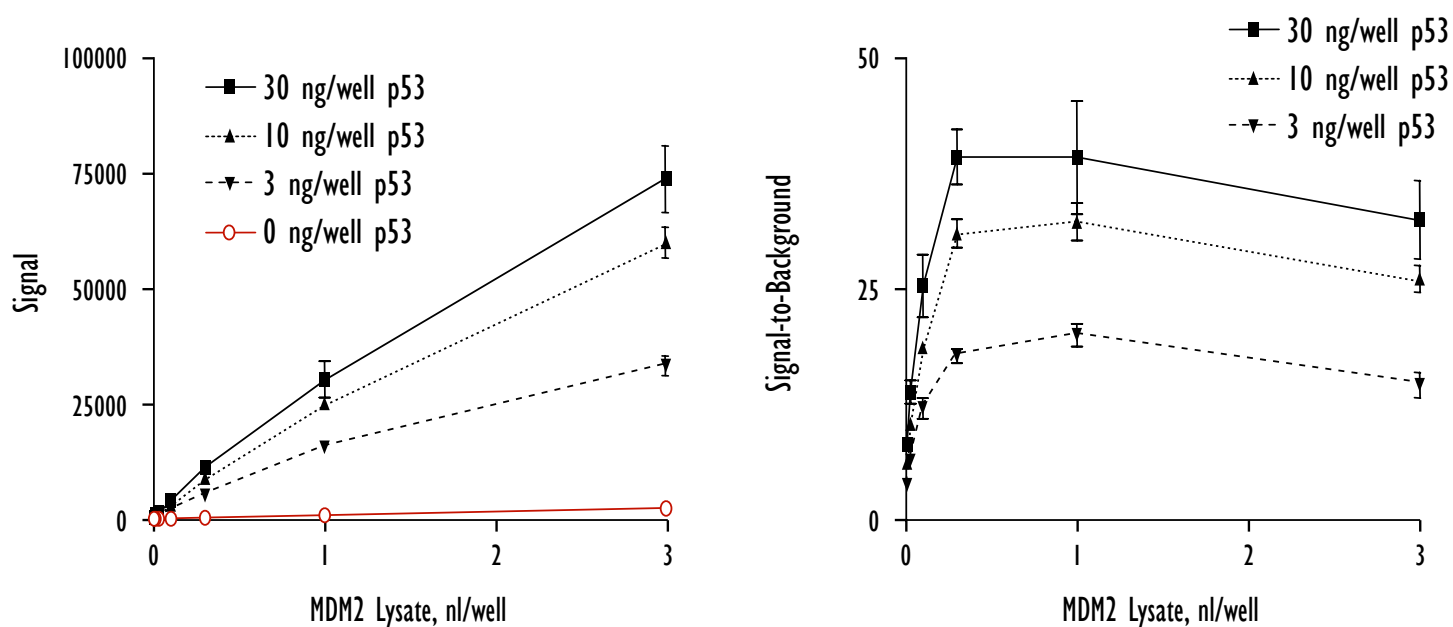 100000
75000
50000
25000
0
Signal
30 ng/well p53
10 ng/well p53
3 ng/well p53
0 ng/well p53
0 1 2 3
MDM2 Lysate, nl/well
50
25
0
Signal-to-Background
30 ng/well p53
10 ng/well p53
3 ng/well p53
0 1 2 3
MDM2 Lysate, nl/well